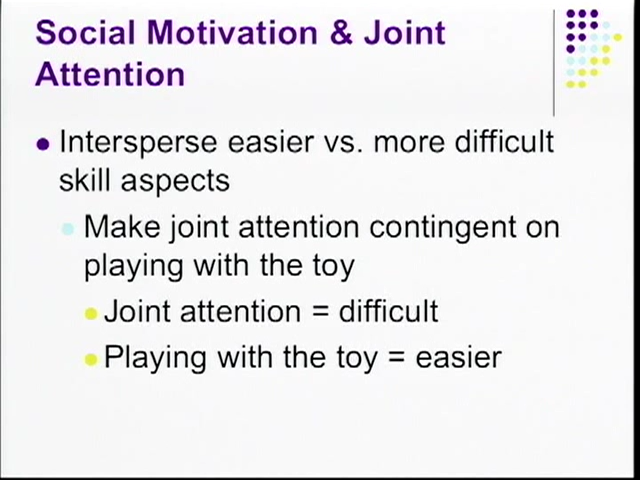 Social Motivation & Joint
Attention
Intersperse easier vs. more difficult
skill aspects
Make joint attention contingent on
playing with the toy
Joint attention = difficult
Playing with the toy = easier